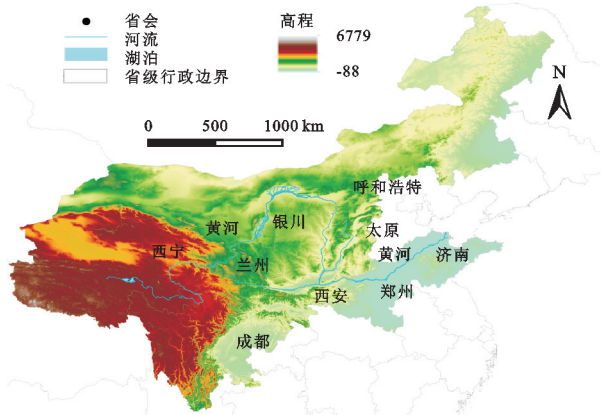 省会
河流
湖泊
省级行政边界
高程
6779
-88
N
0 500 1000 km
呼和浩特
黄河 银川
太原
西宁 兰州
黄河 济南
西安 郑州
成都